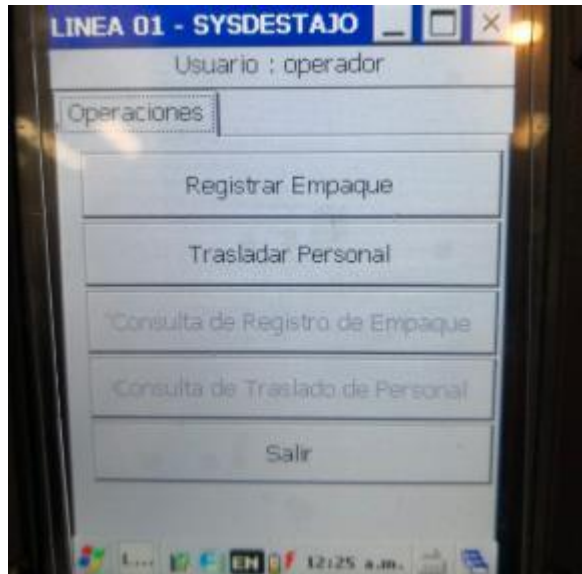 LINEA 01 - SYSDESTAJO
Usuario : operador
Operaciones
Registrar Empaque
Trasladar Personal
Consulta de Registro de Empaque
Consulta de Traslado de Personal
Salir
L... EN 12:25 a.m.